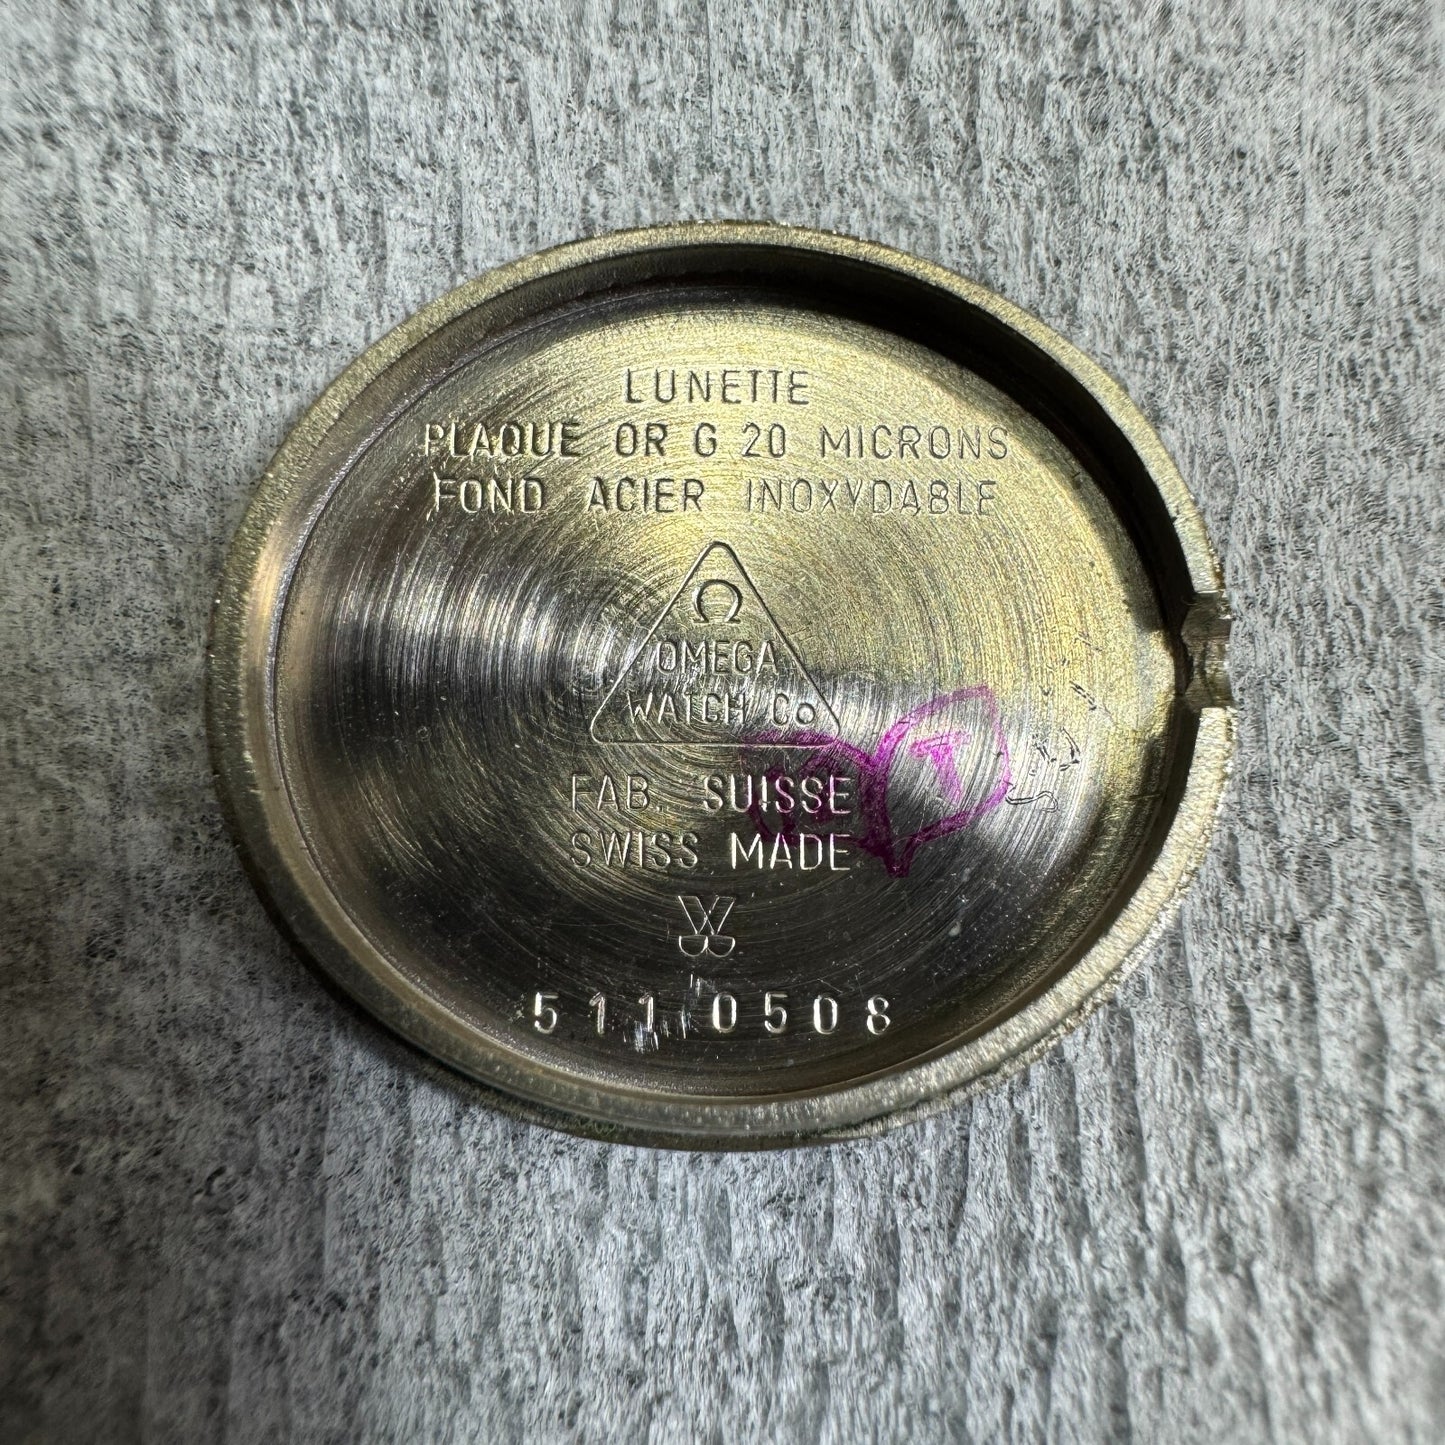 LUNETTE
PLAQUE OR G 20 MICRONS
FOND ACIER INOXYDABLE
Ω
OMEGA
WATCH Co
FAB. SUISSE
SWISS MADE
511 0508
T